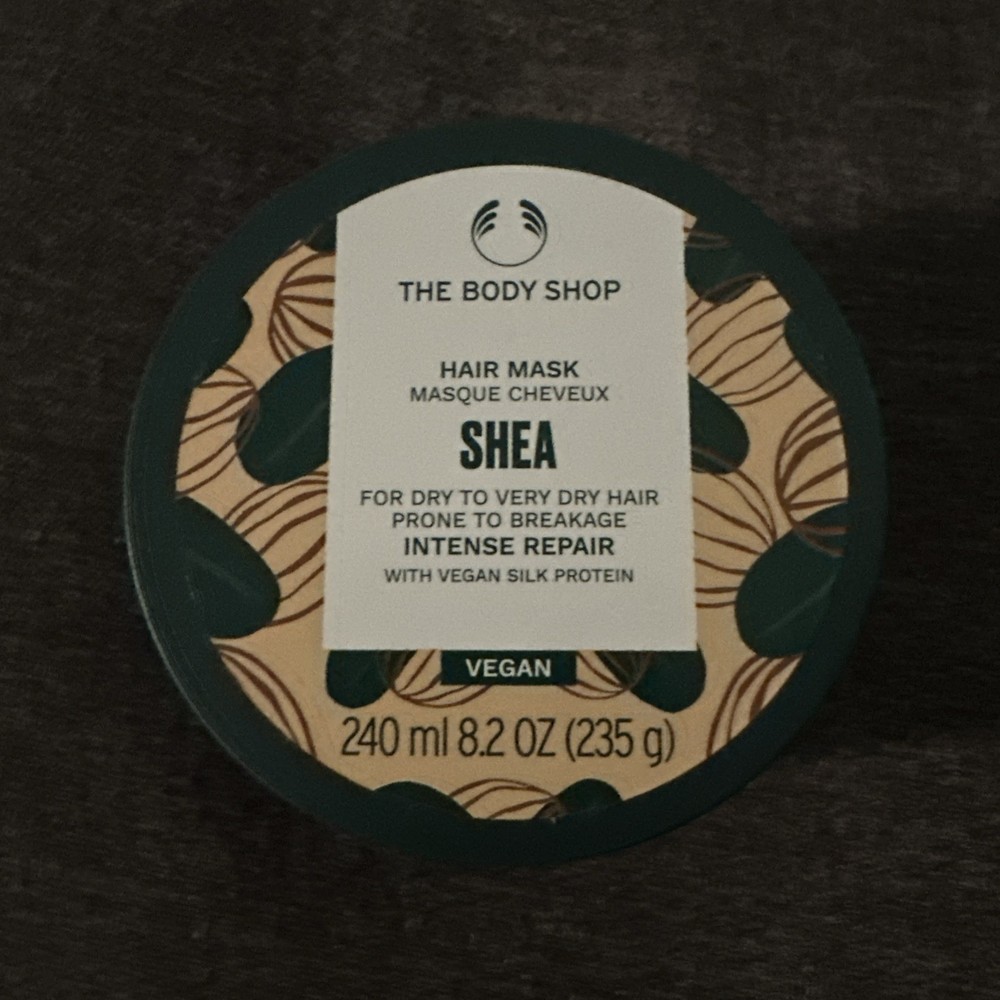 THE BODY SHOP
HAIR MASK
MASQUE CHEVEUX
SHEA
FOR DRY TO VERY DRY HAIR
PRONE TO BREAKAGE
INTENSE REPAIR
WITH VEGAN SILK PROTEIN
VEGAN
240 ml 8.2 OZ (235 g)